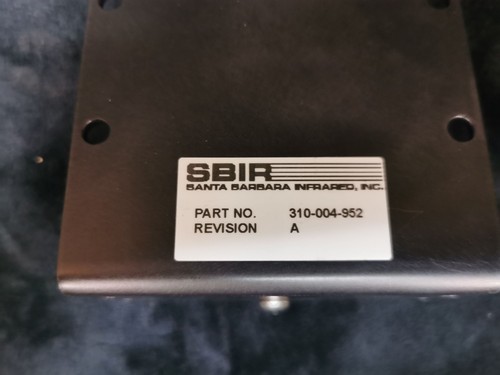 SBIR
SANTA BARBARA INFRARED, INC.
PART NO. 310-004-952
REVISION A